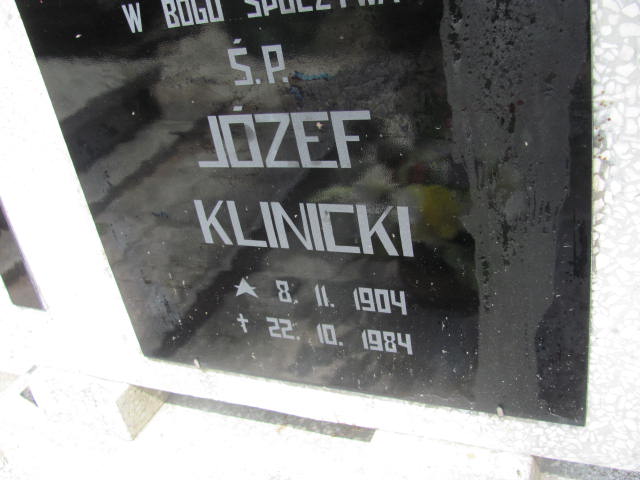 W BOGU SPOCZYWA
Ś.P.
JÓZEF
KLINICKI
★ 8. 11. 1904
† 22. 10. 1984